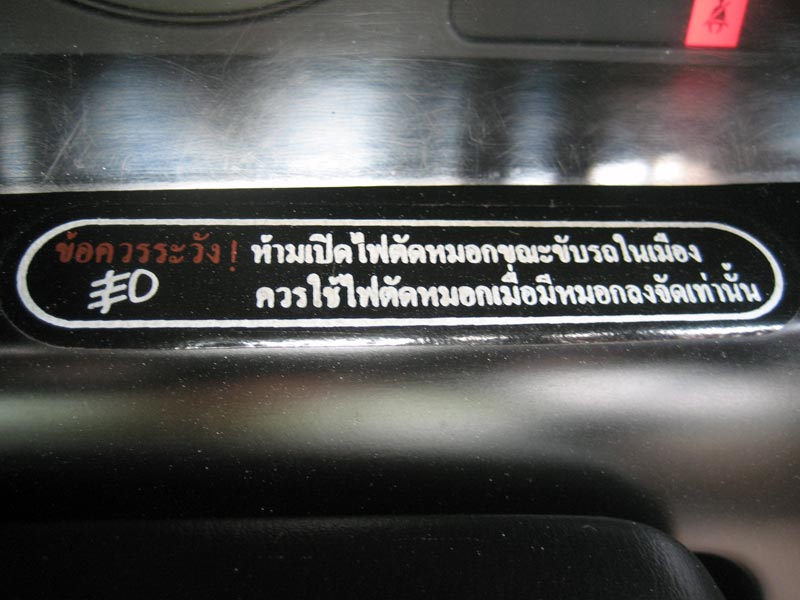 ข้อควรระวัง! ห้ามเปิดไฟตัดหมอกขณะขับรถในเมือง
ควรใช้ไฟตัดหมอกเมื่อมีหมอกลงจัดเท่านั้น